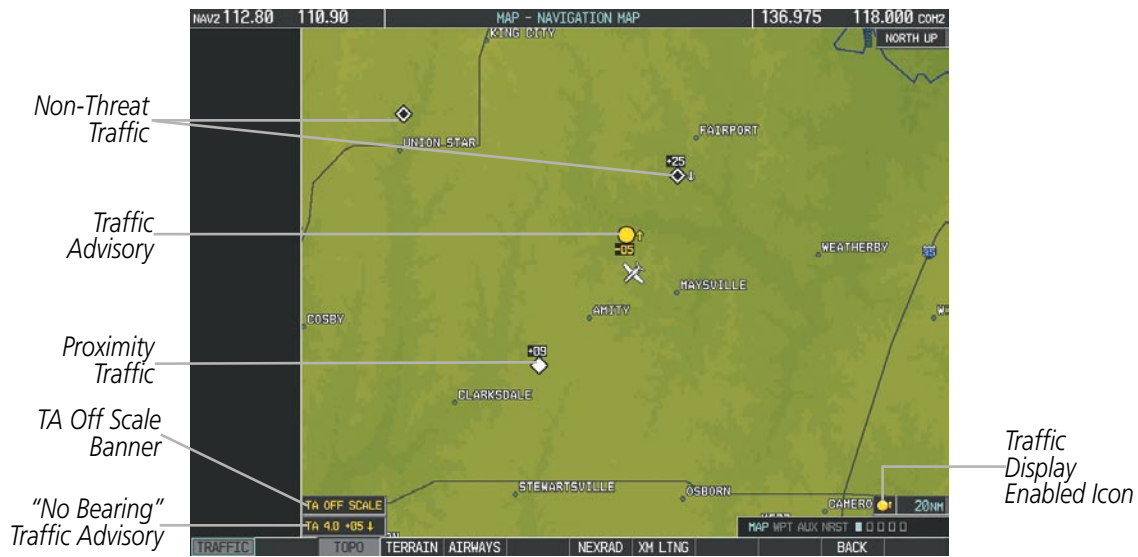 NAV2 112.80 110.90 MAP - NAVIGATION MAP 136.975 118.000 COM2
NORTH UP
KING CITY
Non-Threat
Traffic
FAIRPORT
UNION STAR
+25
↓
Traffic
Advisory
↑
-05
WEATHERBY
MAYSVILLE
AMITY
COSBY
Proximity
Traffic
+09
CLARKSDALE
TA Off Scale
Banner
Traffic
Display
Enabled Icon
STEWARTSVILLE
OSBORN
CAMERO
TA OFF SCALE
20NM
"No Bearing"
Traffic Advisory
TA 4.0 +05 ↓
MAP WPT AUX NRST
TRAFFIC TOPO TERRAIN AIRWAYS NEXRAD XM LTNG BACK